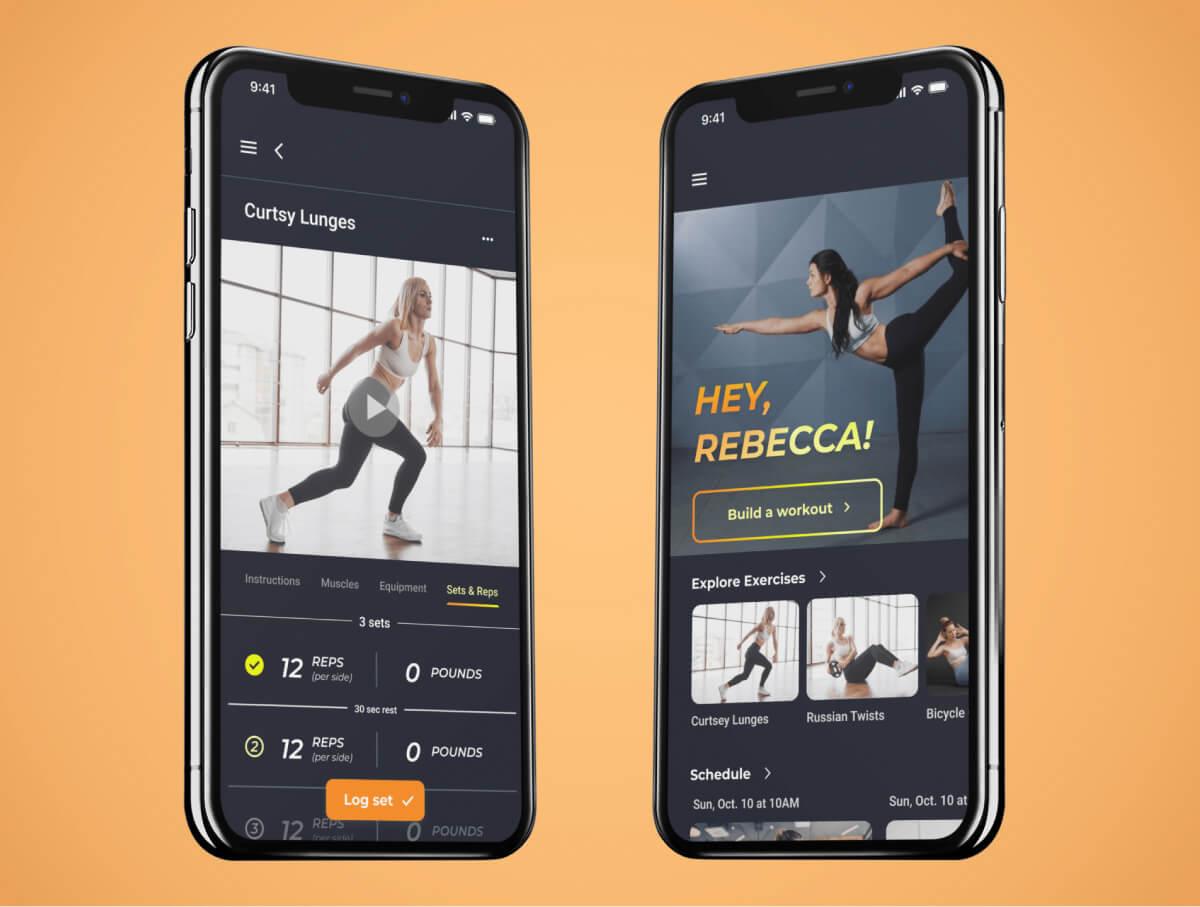 9:41
Curtsy Lunges
Instructions Muscles Equipment Sets & Reps
3 sets
12 REPS (per side) 0 POUNDS
30 sec rest
2 12 REPS (per side) 0 POUNDS
Log set
3 12 REPS (per side) 0 POUNDS
9:41
HEY,
REBECCA!
Build a workout
Explore Exercises
Curtsey Lunges Russian Twists Bicycle
Schedule
Sun, Oct. 10 at 10AM Sun, Oct. 10 at